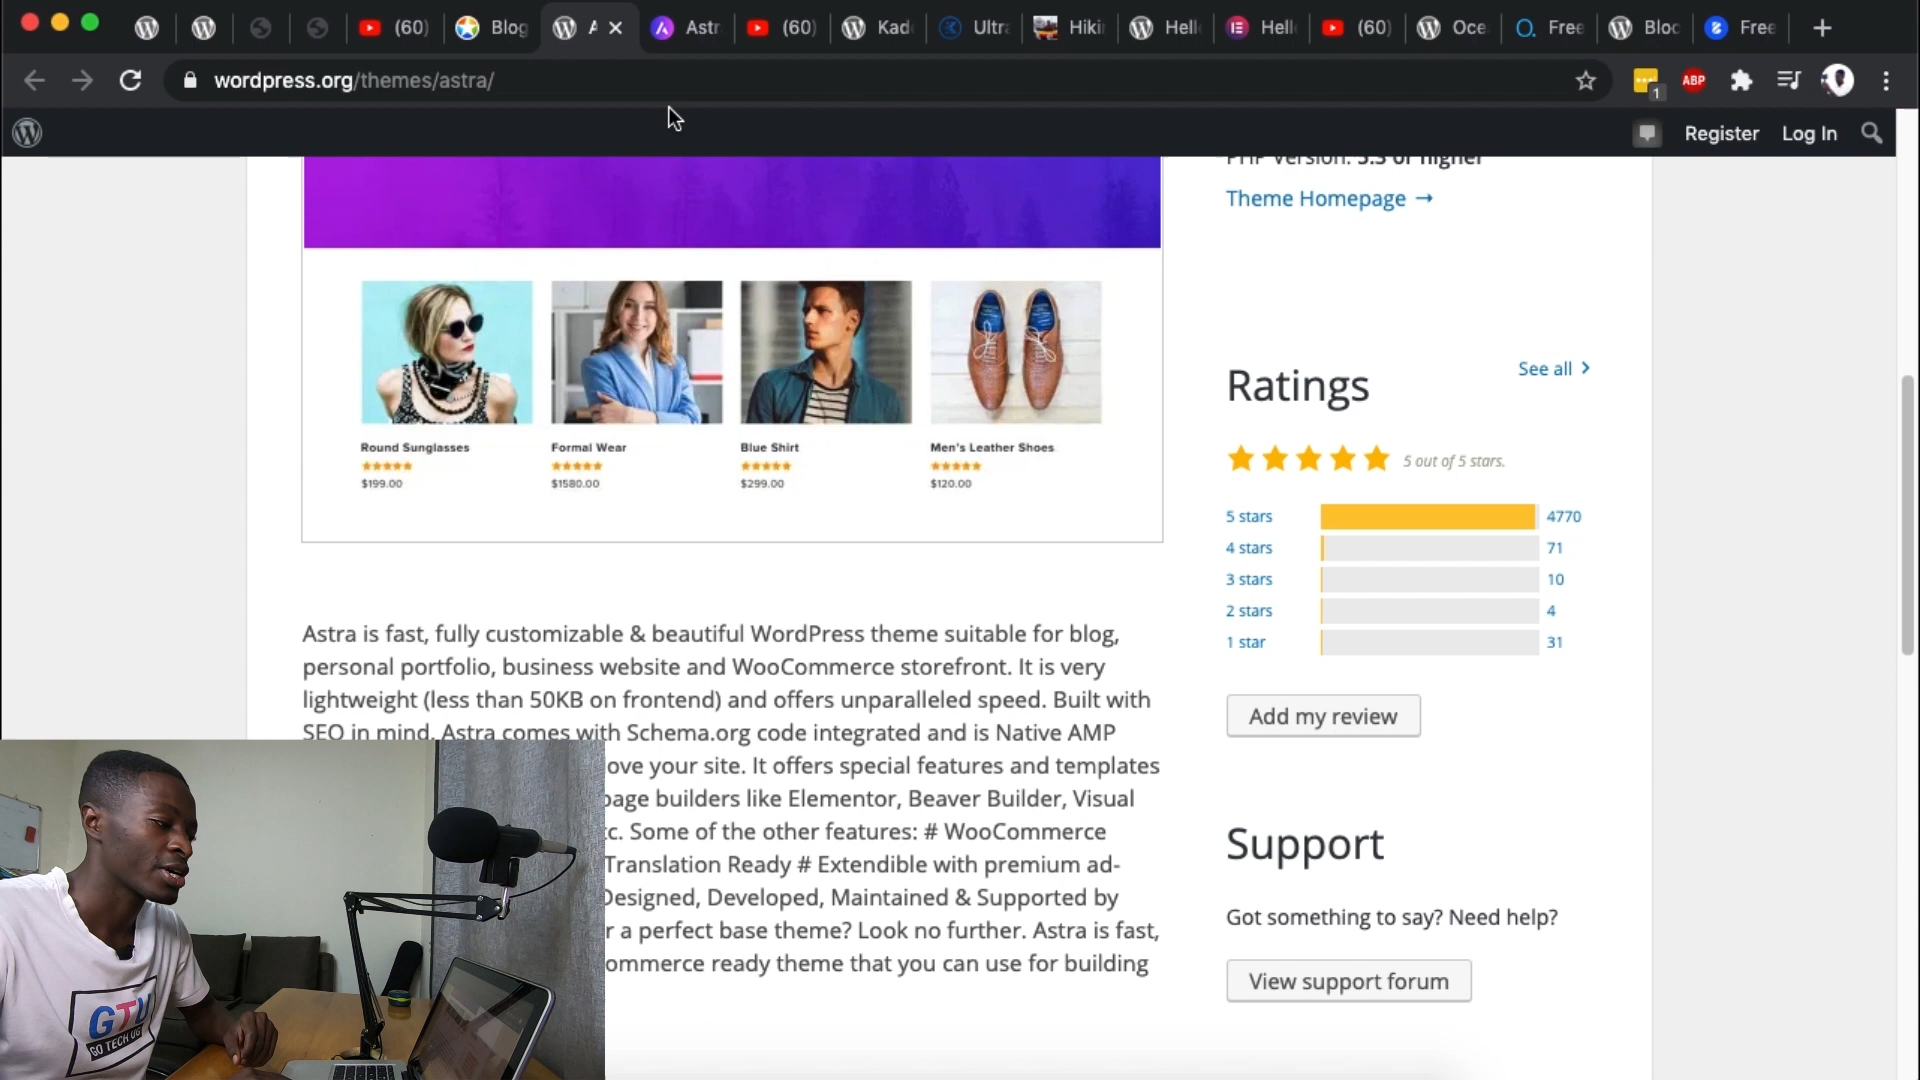 (60)
Blog
A
Astr
(60)
Kad
Ultra
Hikin
Hell
Hell
(60)
Oce
Free
Bloc
Free
wordpress.org/themes/astra/
ABP
1
Register
Log In
PHP Version: 5.3 or higher
Theme Homepage →
Round Sunglasses
$199.00
Formal Wear
$1580.00
Blue Shirt
$299.00
Men's Leather Shoes
$120.00
Ratings
See all
5 out of 5 stars.
5 stars 4770
4 stars 71
3 stars 10
2 stars 4
1 star 31
Add my review
Astra is fast, fully customizable & beautiful WordPress theme suitable for blog,
personal portfolio, business website and WooCommerce storefront. It is very
lightweight (less than 50KB on frontend) and offers unparalleled speed. Built with
SEO in mind, Astra comes with Schema.org code integrated and is Native AMP
ove your site. It offers special features and templates
page builders like Elementor, Beaver Builder, Visual
tc. Some of the other features: # WooCommerce
Translation Ready # Extendible with premium ad-
Designed, Developed, Maintained & Supported by
r a perfect base theme? Look no further. Astra is fast,
ommerce ready theme that you can use for building
Support
Got something to say? Need help?
View support forum
GTU
GO TECH UG